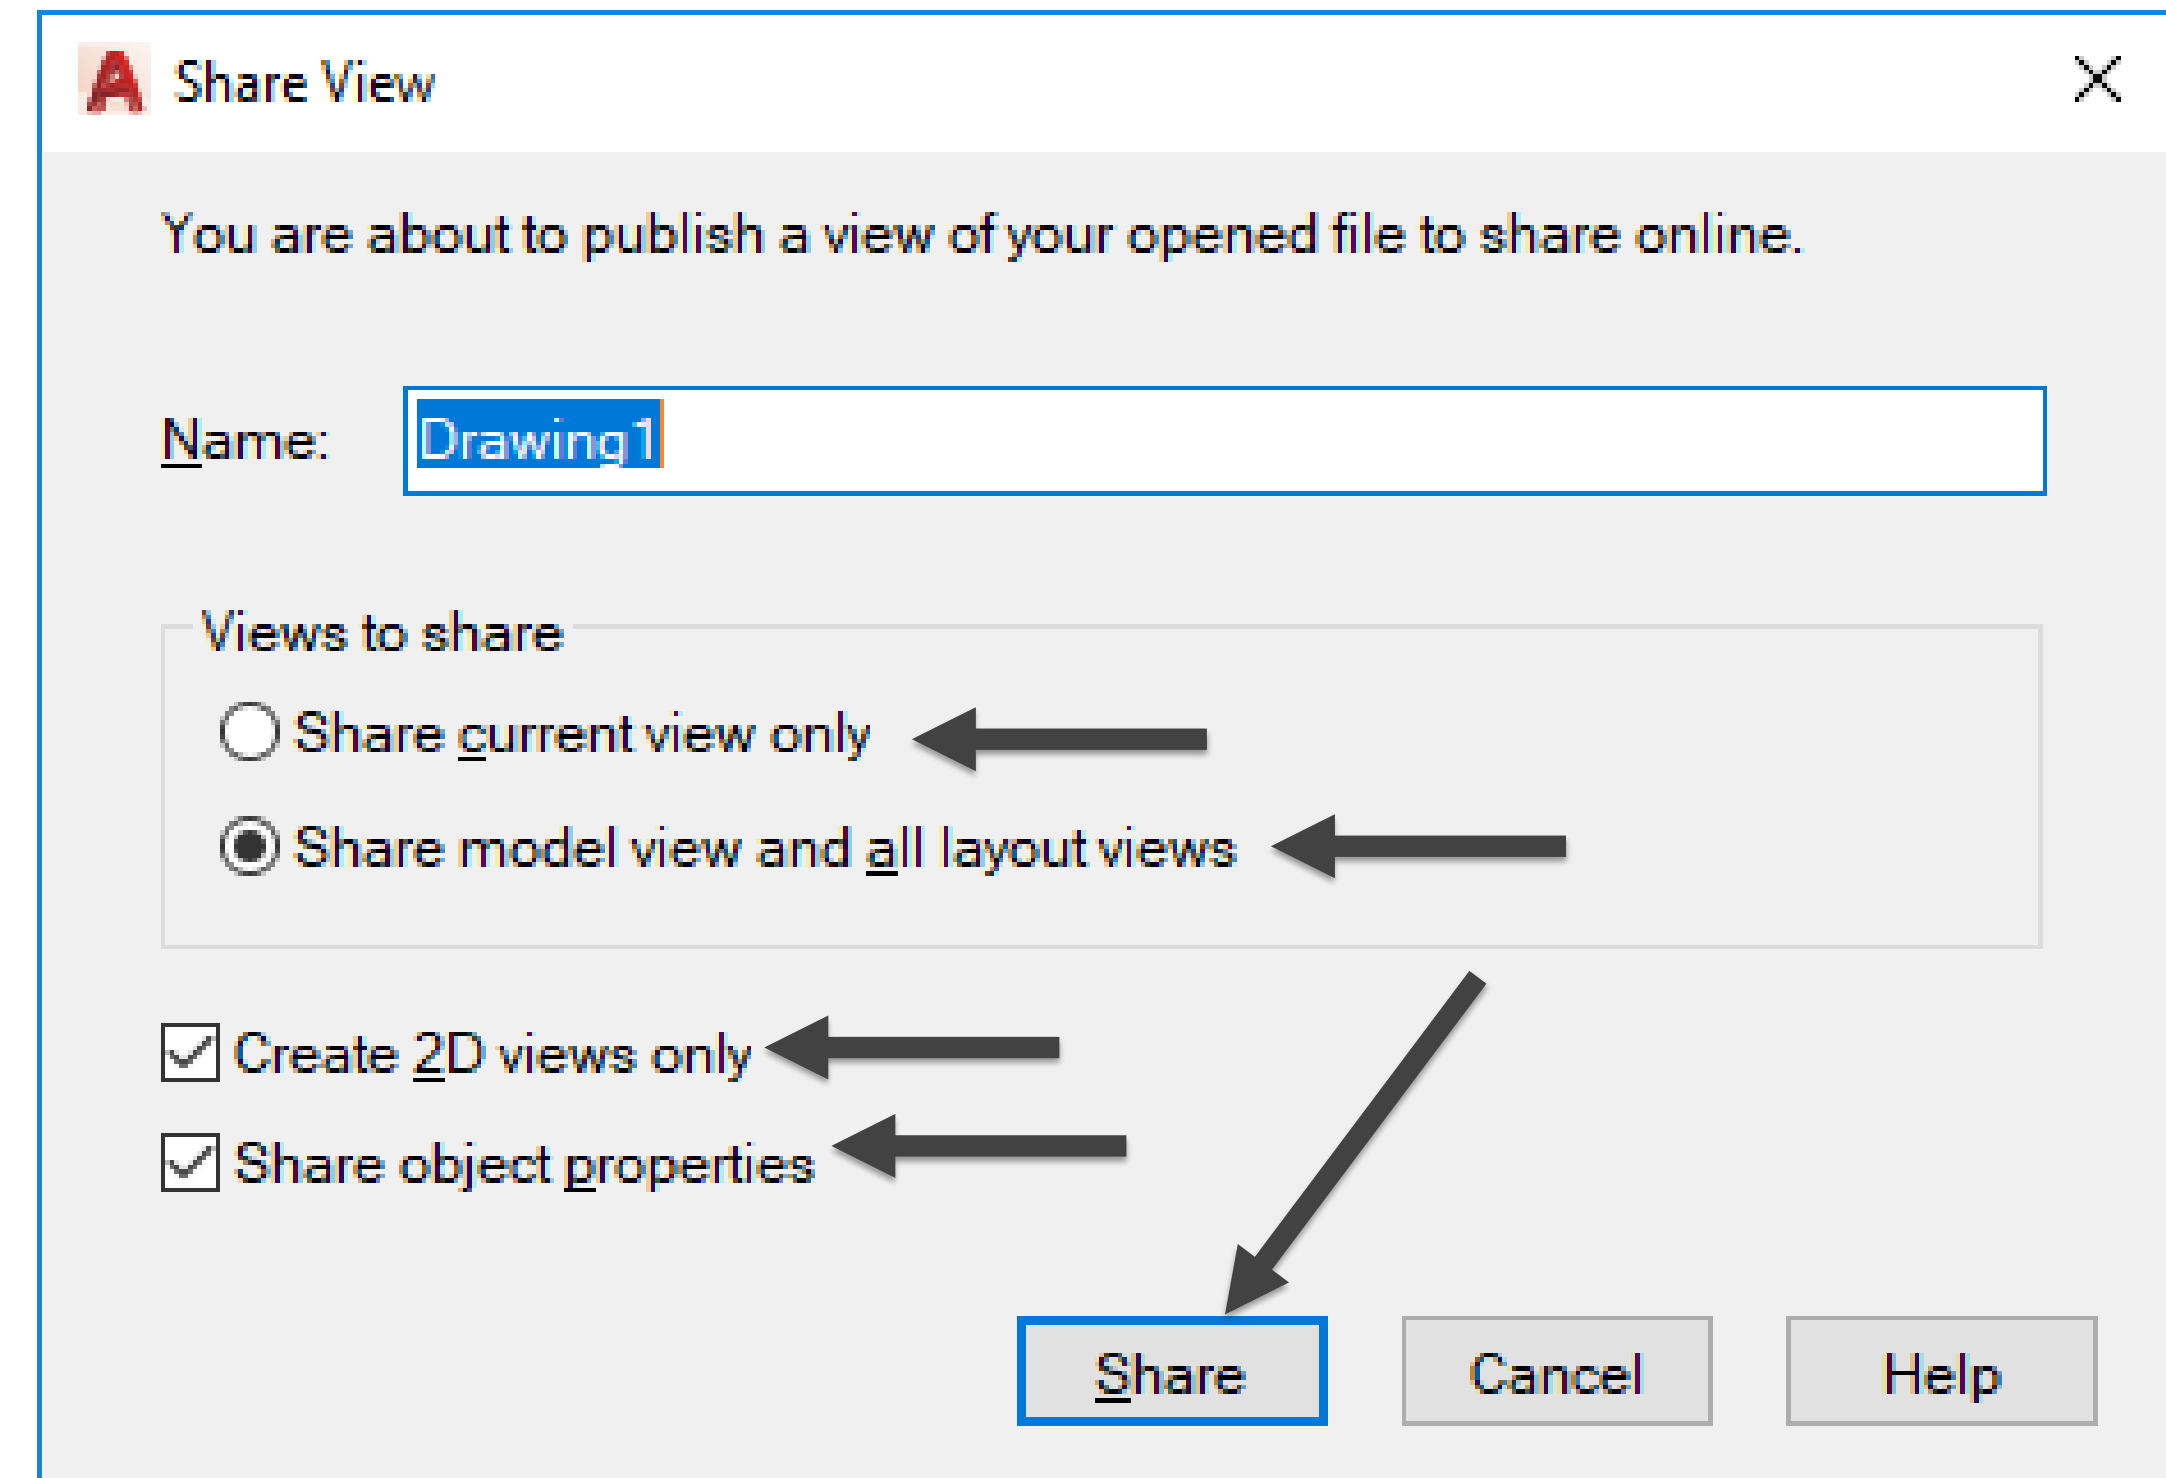 Share View
You are about to publish a view of your opened file to share online.
Name: Drawing1
Views to share
Share current view only
Share model view and all layout views
Create 2D views only
Share object properties
Share Cancel Help